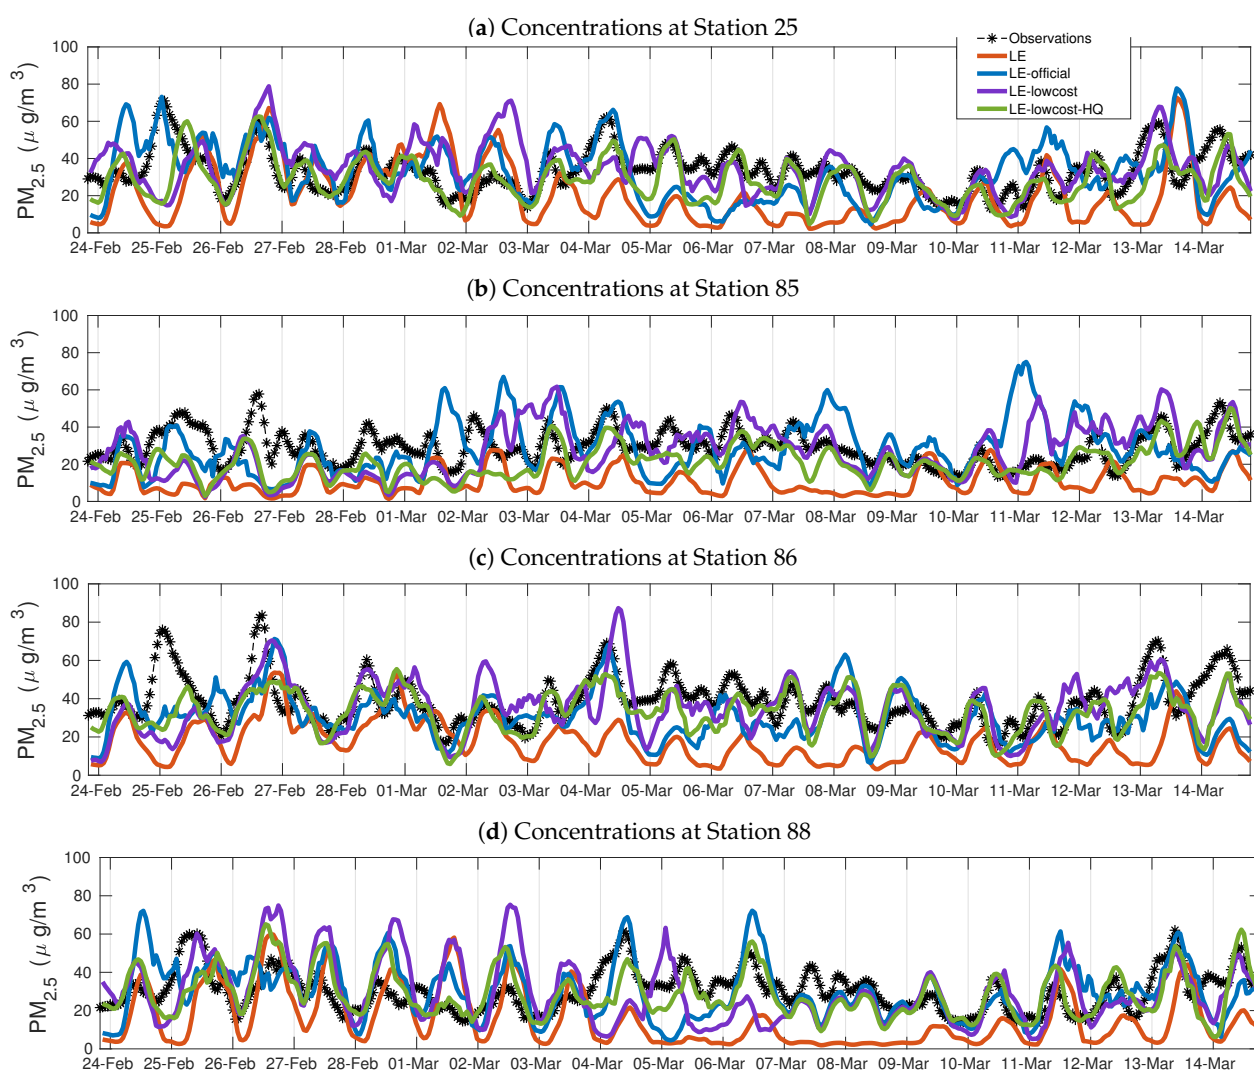 (a) Concentrations at Station 25
PM2.5 (μ g/m 3)
100
80
60
40
20
0
Observations
LE
LE-official
LE-lowcost
LE-lowcost-HQ
24-Feb 25-Feb 26-Feb 27-Feb 28-Feb 01-Mar 02-Mar 03-Mar 04-Mar 05-Mar 06-Mar 07-Mar 08-Mar 09-Mar 10-Mar 11-Mar 12-Mar 13-Mar 14-Mar
(b) Concentrations at Station 85
PM2.5 (μ g/m 3)
100
80
60
40
20
0
24-Feb 25-Feb 26-Feb 27-Feb 28-Feb 01-Mar 02-Mar 03-Mar 04-Mar 05-Mar 06-Mar 07-Mar 08-Mar 09-Mar 10-Mar 11-Mar 12-Mar 13-Mar 14-Mar
(c) Concentrations at Station 86
PM2.5 (μ g/m 3)
100
80
60
40
20
0
24-Feb 25-Feb 26-Feb 27-Feb 28-Feb 01-Mar 02-Mar 03-Mar 04-Mar 05-Mar 06-Mar 07-Mar 08-Mar 09-Mar 10-Mar 11-Mar 12-Mar 13-Mar 14-Mar
(d) Concentrations at Station 88
PM2.5 (μ g/m 3)
100
80
60
40
20
0
24-Feb 25-Feb 26-Feb 27-Feb 28-Feb 01-Mar 02-Mar 03-Mar 04-Mar 05-Mar 06-Mar 07-Mar 08-Mar 09-Mar 10-Mar 11-Mar 12-Mar 13-Mar 14-Mar